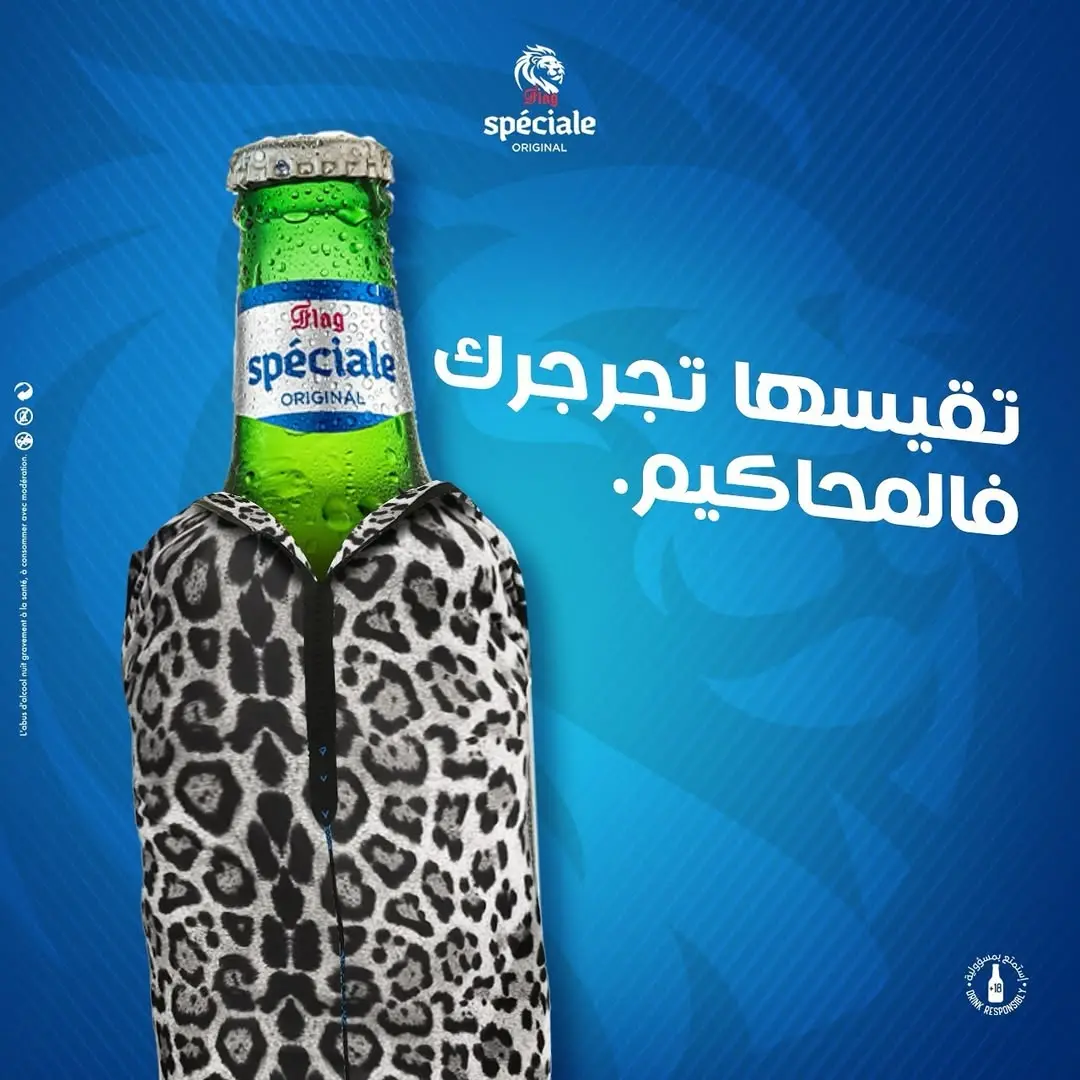 Flag
spéciale
ORIGINAL
Flag
spéciale
ORIGINAL
تقيسها تجرجرك
فالمحاكيم.
L'abus d'alcool nuit gravement à la santé, à consommer avec modération.
إستمتع بمسؤولية
+18
DRINK RESPONSIBLY